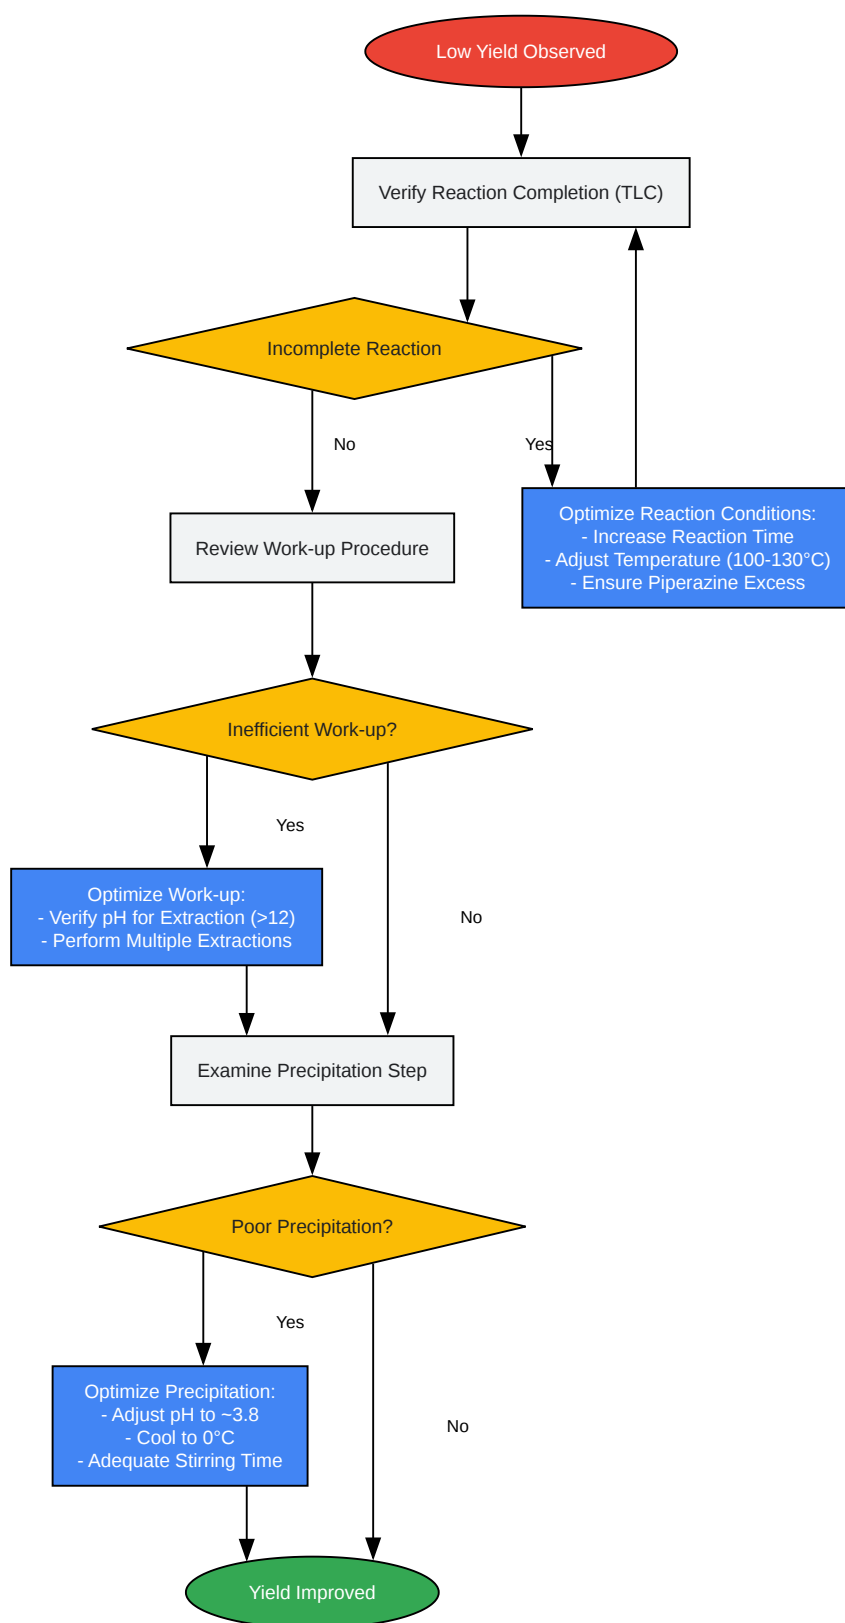 Low Yield Observed
Verify Reaction Completion (TLC)
Incomplete Reaction
No
Yes
Optimize Reaction Conditions:
- Increase Reaction Time
- Adjust Temperature (100-130°C)
- Ensure Piperazine Excess
Review Work-up Procedure
Inefficient Work-up?
Yes
Optimize Work-up:
- Verify pH for Extraction (>12)
- Perform Multiple Extractions
No
Examine Precipitation Step
Poor Precipitation?
Yes
Optimize Precipitation:
- Adjust pH to ~3.8
- Cool to 0°C
- Adequate Stirring Time
No
Yield Improved